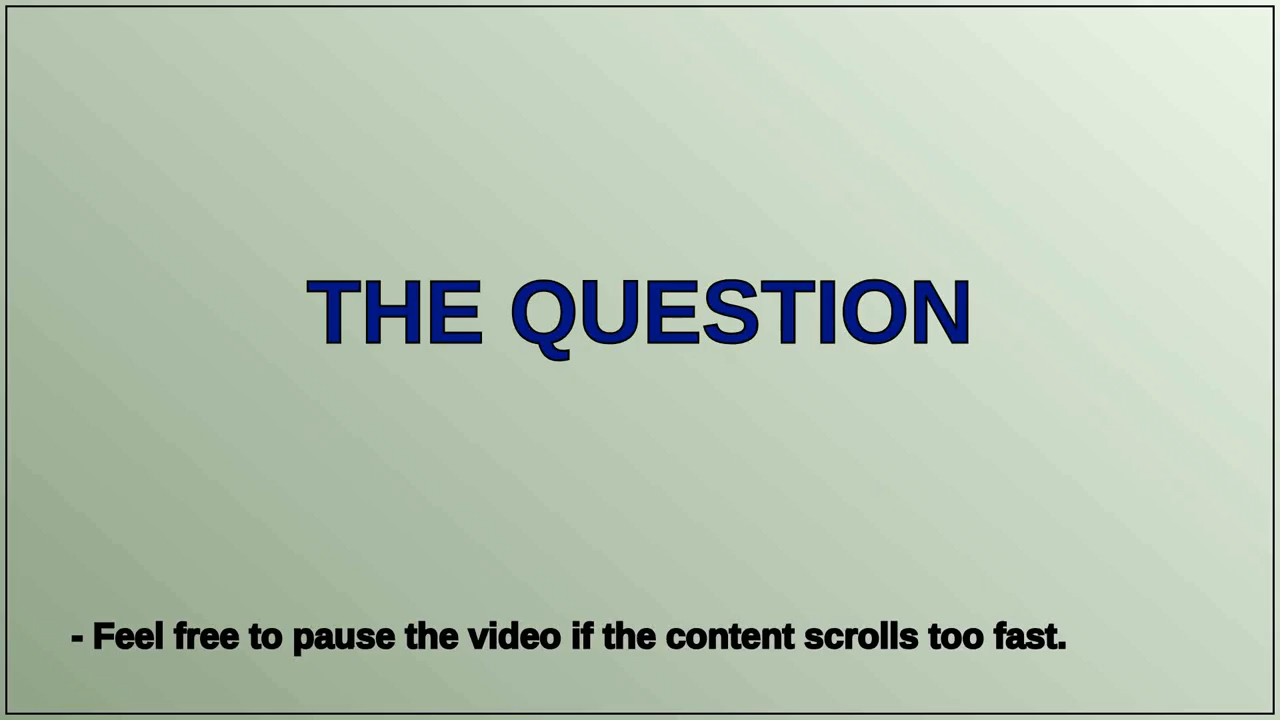 THE QUESTION
- Feel free to pause the video if the content scrolls too fast.